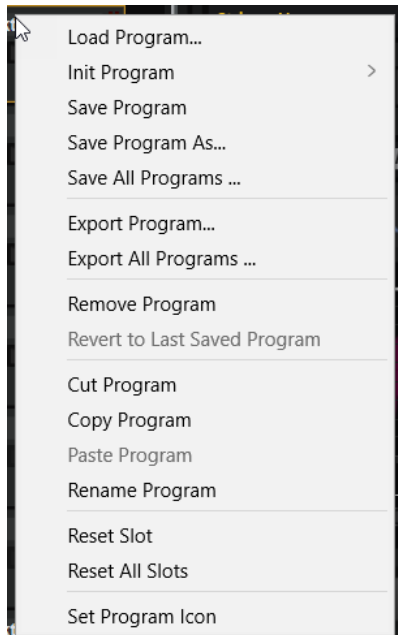 Load Program...
Init Program
Save Program
Save Program As...
Save All Programs ...
Export Program...
Export All Programs ...
Remove Program
Revert to Last Saved Program
Cut Program
Copy Program
Paste Program
Rename Program
Reset Slot
Reset All Slots
Set Program Icon